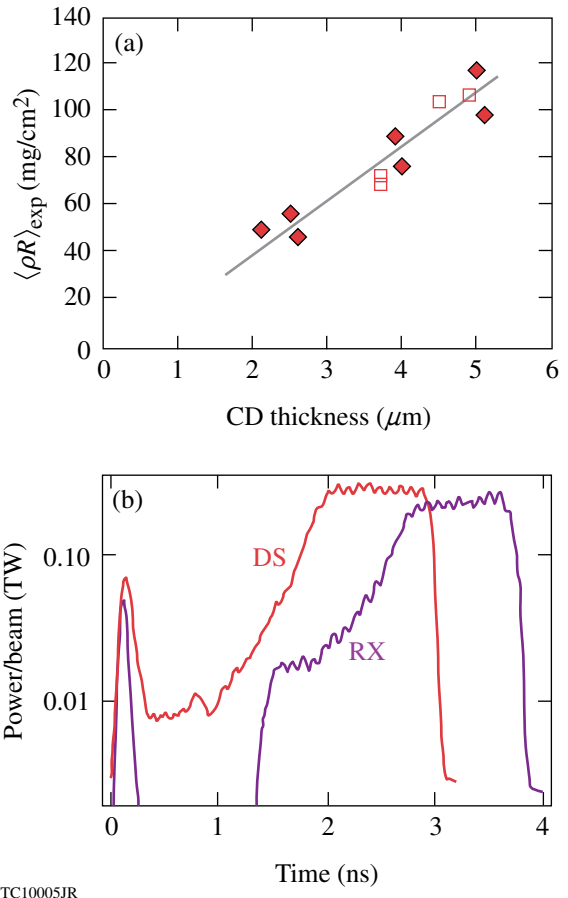 140
(a)
120
100
80
60
40
20
0
⟨ρR⟩exp (mg/cm²)
0 1 2 3 4 5 6
CD thickness (μm)
(b)
DS
RX
0.10
0.01
Power/beam (TW)
0 1 2 3 4
Time (ns)
TC10005JR